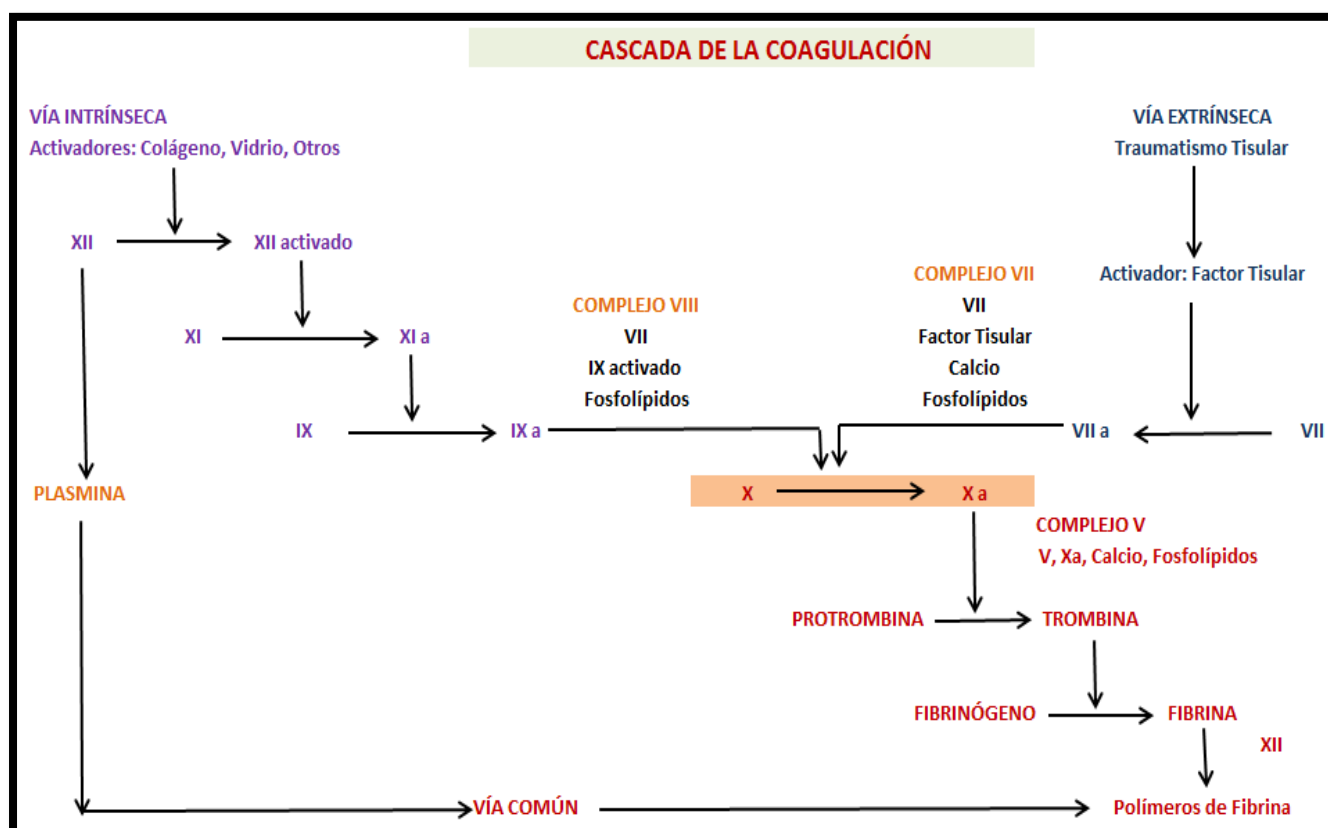 CASCADA DE LA COAGULACIÓN
VÍA INTRÍNSECA
Activadores: Colágeno, Vidrio, Otros
VÍA EXTRÍNSECA
Traumatismo Tisular
XII
XII activado
Activador: Factor Tisular
COMPLEJO VIII
VII
IX activado
Fosfolípidos
COMPLEJO VII
VII
Factor Tisular
Calcio
Fosfolípidos
XI
XI a
IX
IX a
VII a
VII
PLASMINA
X
X a
COMPLEJO V
V, Xa, Calcio, Fosfolípidos
PROTROMBINA
TROMBINA
FIBRINÓGENO
FIBRINA
XII
VÍA COMÚN
Polímeros de Fibrina